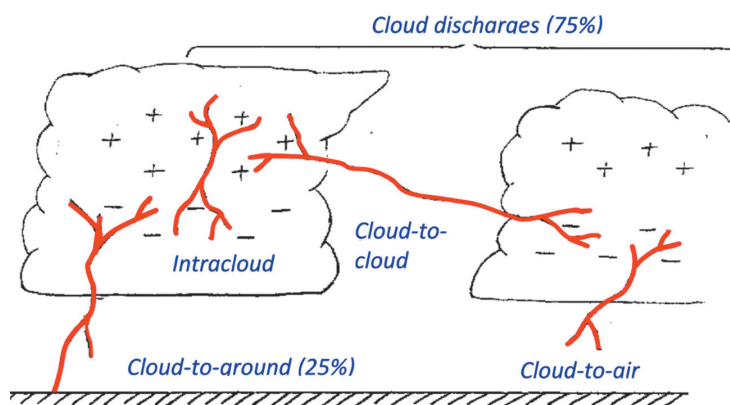 Cloud discharges (75%)
Intracloud
Cloud-to-
cloud
Cloud-to-ground (25%)
Cloud-to-air